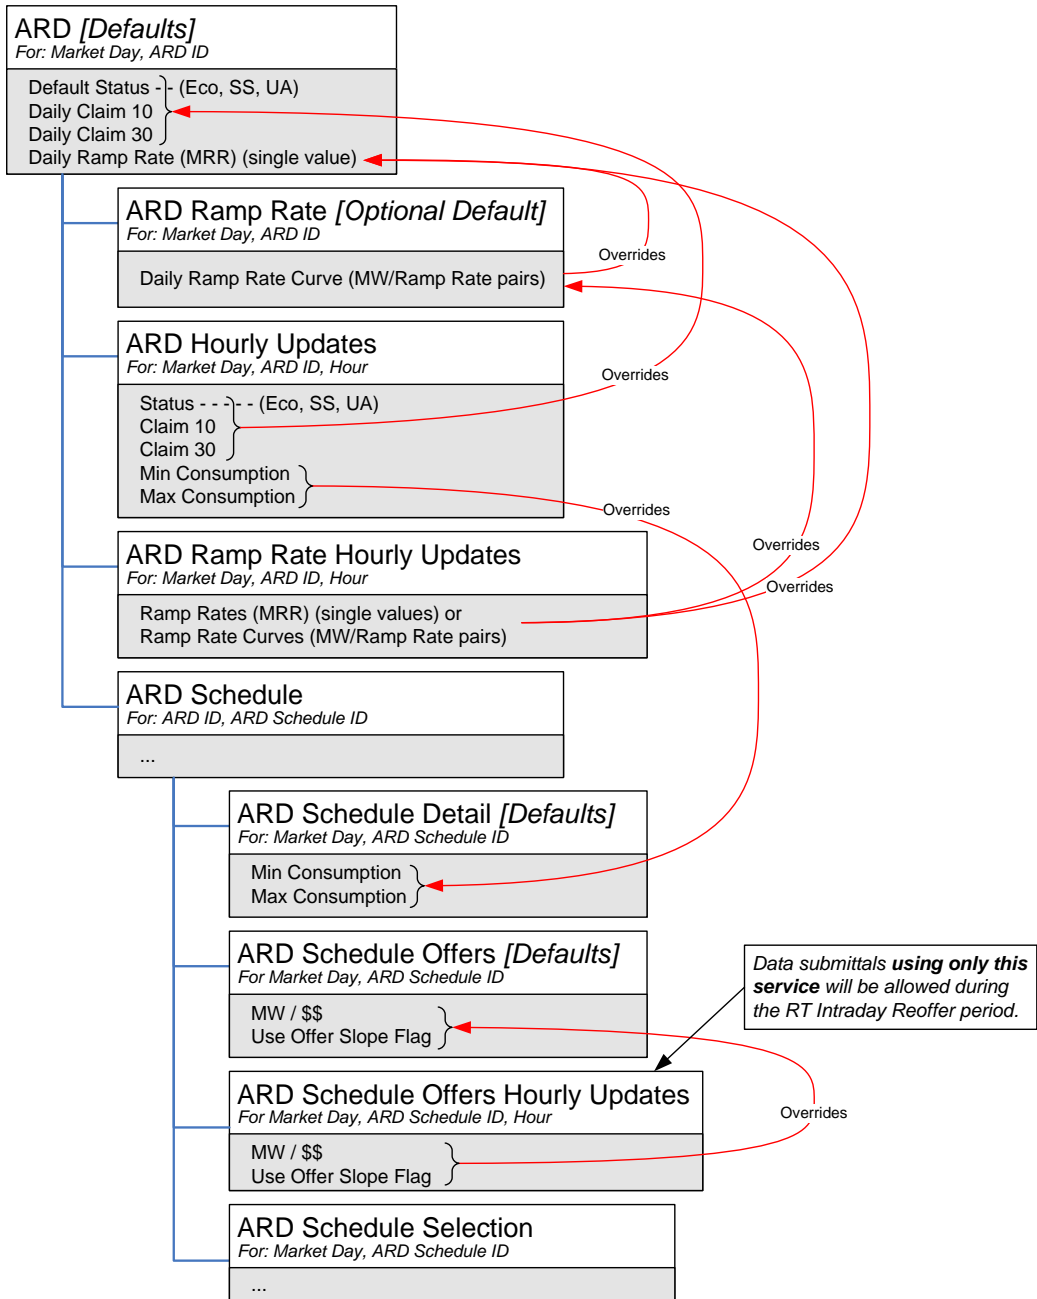 ARD [Defaults]
For: Market Day, ARD ID
Default Status - - (Eco, SS, UA)
Daily Claim 10
Daily Claim 30
Daily Ramp Rate (MRR) (single value)
ARD Ramp Rate [Optional Default]
For: Market Day, ARD ID
Daily Ramp Rate Curve (MW/Ramp Rate pairs)
Overrides
ARD Hourly Updates
For: Market Day, ARD ID, Hour
Status - - - - - (Eco, SS, UA)
Claim 10
Claim 30
Min Consumption
Max Consumption
Overrides
Overrides
ARD Ramp Rate Hourly Updates
For: Market Day, ARD ID, Hour
Ramp Rates (MRR) (single values) or
Ramp Rate Curves (MW/Ramp Rate pairs)
Overrides
Overrides
ARD Schedule
For: ARD ID, ARD Schedule ID
...
ARD Schedule Detail [Defaults]
For: Market Day, ARD Schedule ID
Min Consumption
Max Consumption
ARD Schedule Offers [Defaults]
For Market Day, ARD Schedule ID
MW / $$
Use Offer Slope Flag
Data submittals using only this
service will be allowed during
the RT Intraday Reoffer period.
ARD Schedule Offers Hourly Updates
For Market Day, ARD Schedule ID, Hour
MW / $$
Use Offer Slope Flag
Overrides
ARD Schedule Selection
For: Market Day, ARD Schedule ID
...